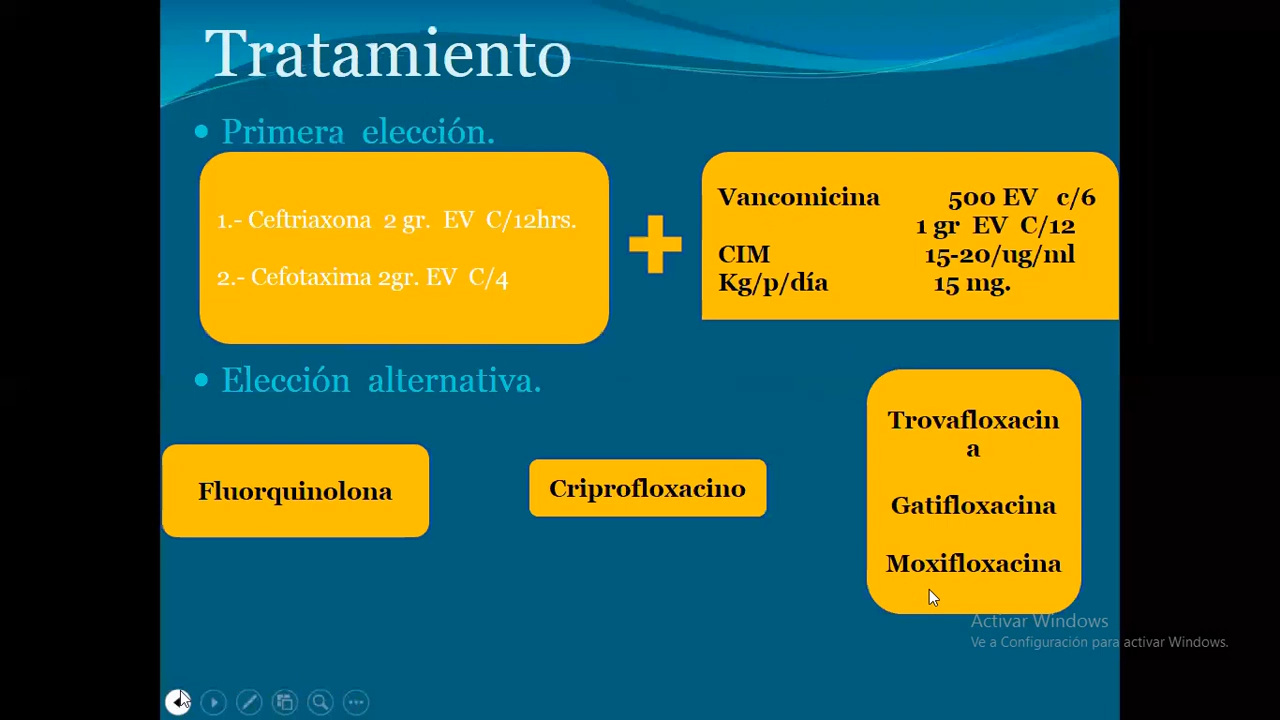 Tratamiento
• Primera elección.
1.- Ceftriaxona 2 gr. EV C/12hrs.
2.- Cefotaxima 2gr. EV C/4
Vancomicina 500 EV c/6
1 gr EV C/12
CIM 15-20/ug/ml
Kg/p/día 15 mg.
• Elección alternativa.
Fluorquinolona
Criprofloxacino
Trovafloxacin
a
Gatifloxacina
Moxifloxacina
Activar Windows
Ve a Configuración para activar Windows.